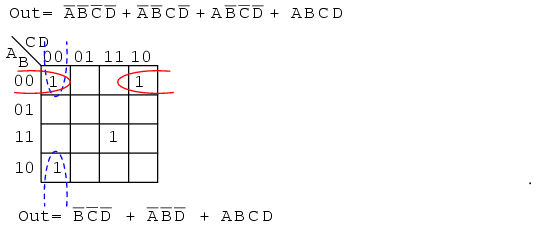 Out= A̅B̅C̅D̅ + A̅B̅CD̅ + AB̅C̅D̅ + ABCD
CD
A B 00 01 11 10
00 1 1
01
11 1
10 1
.
Out= B̅C̅D̅ + A̅B̅D̅ + ABCD